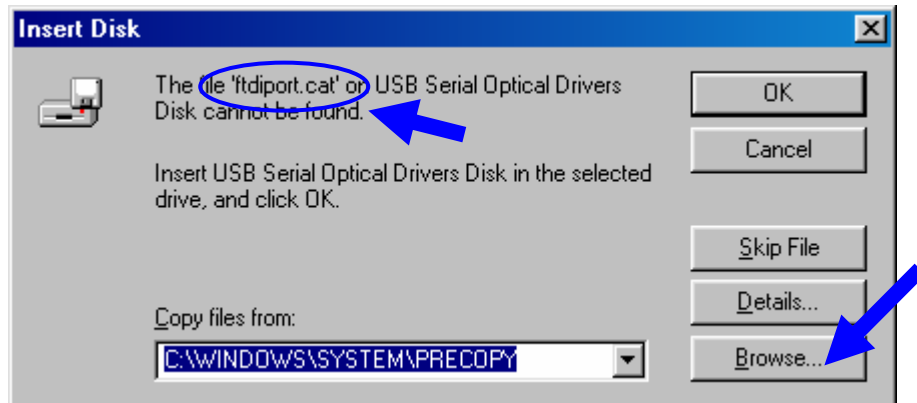 Insert Disk
The file 'ftdiport.cat' on USB Serial Optical Drivers
Disk cannot be found.
Insert USB Serial Optical Drivers Disk in the selected
drive, and click OK.
Copy files from:
C:\WINDOWS\SYSTEM\PRECOPY
OK
Cancel
Skip File
Details...
Browse...